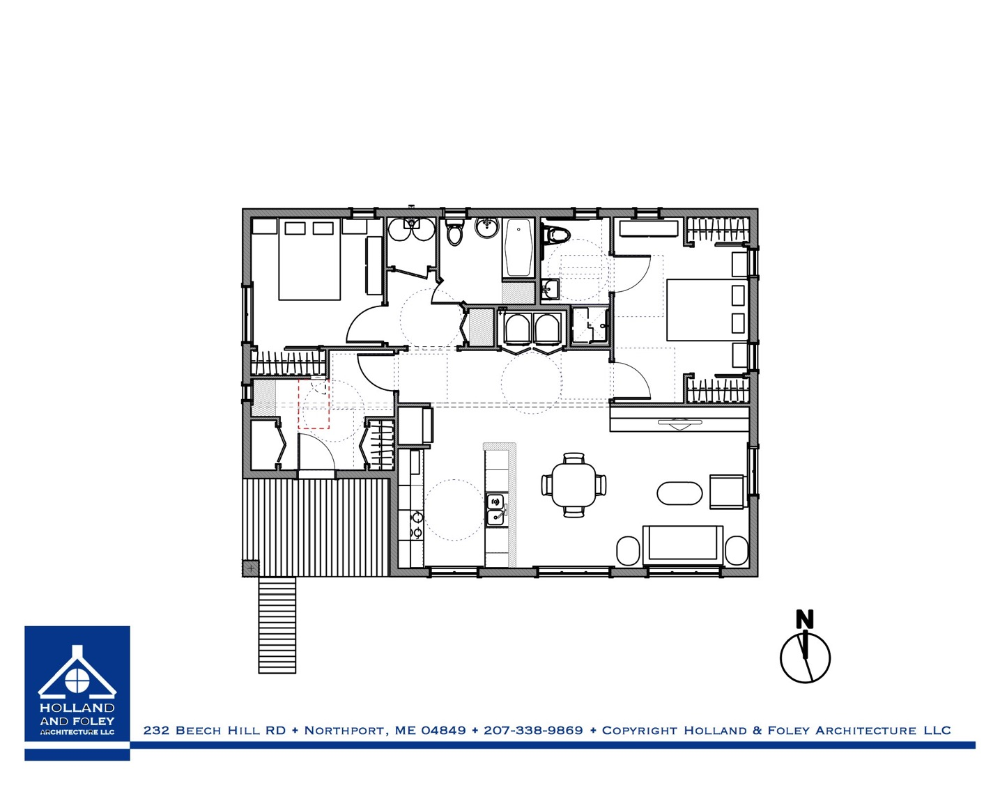 N
HOLLAND
AND FOLEY
ARCHITECTURE LLC
232 BEECH HILL RD + NORTHPORT, ME 04849 + 207-338-9869 + COPYRIGHT HOLLAND & FOLEY ARCHITECTURE LLC